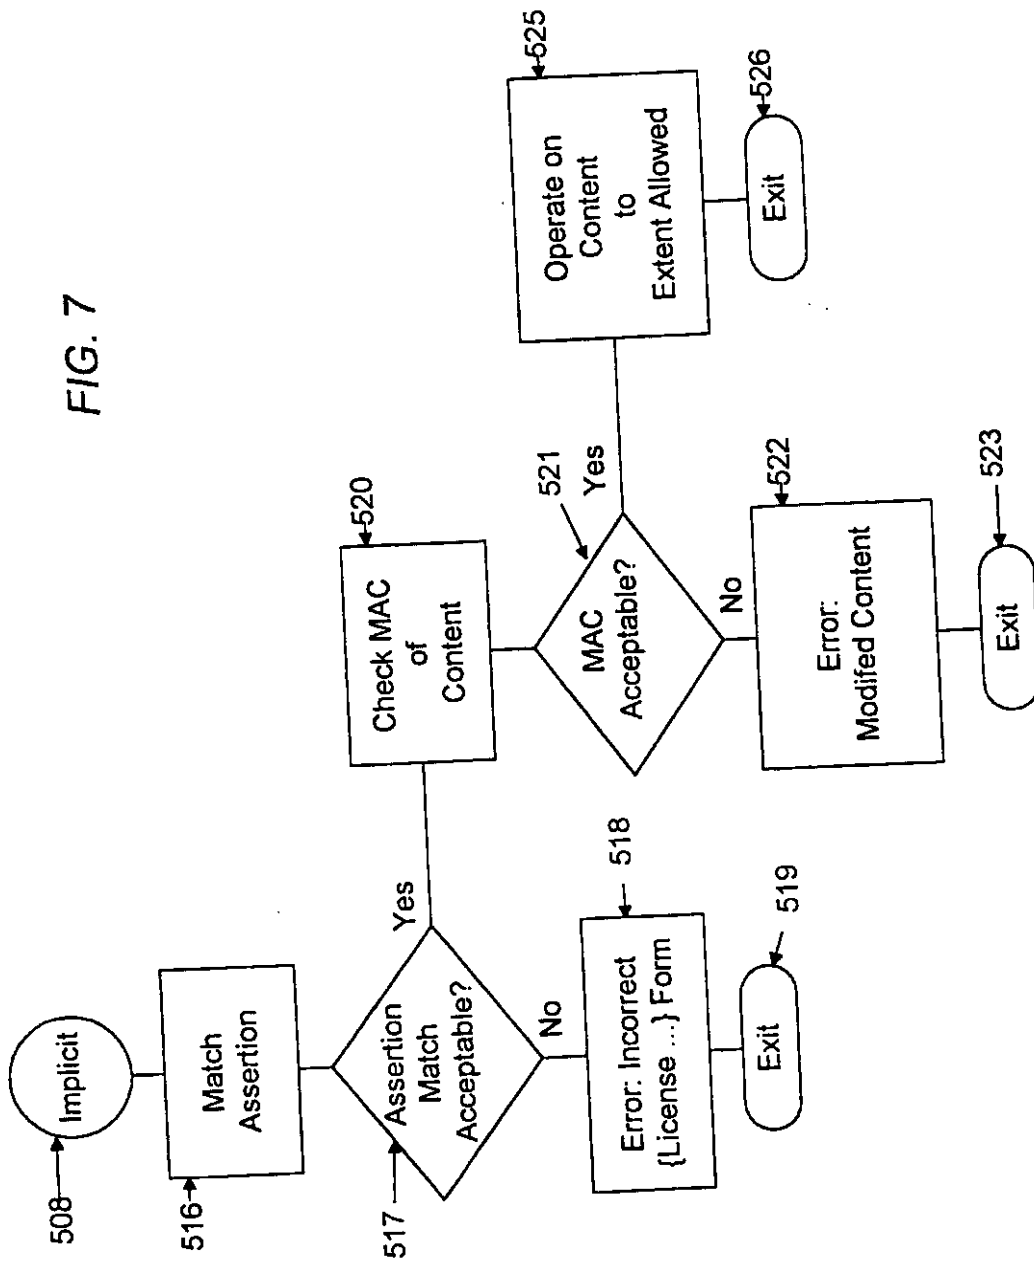 FIG. 7
508
Implicit
516
Match
Assertion
517
Assertion
Match
Acceptable?
Yes
No
518
Error: Incorrect
{License ...} Form
519
Exit
520
Check MAC
of
Content
521
MAC
Acceptable?
Yes
No
522
Error:
Modifed Content
523
Exit
525
Operate on
Content
to
Extent Allowed
526
Exit